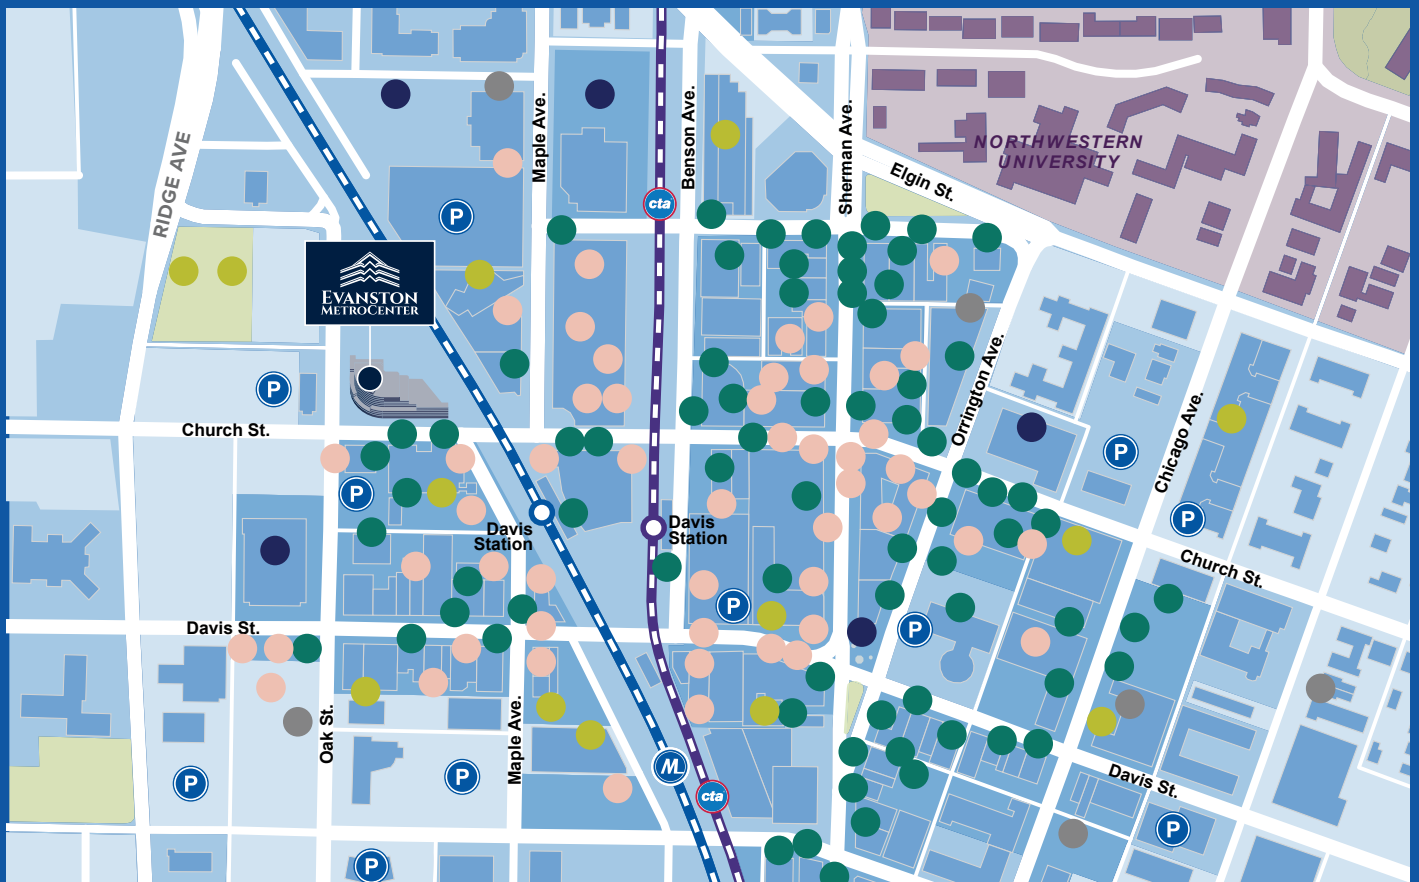 RIDGE AVE
Maple Ave.
Benson Ave.
Sherman Ave.
NORTHWESTERN
UNIVERSITY
Elgin St.
cta
P
EVANSTON
METROCENTER
P
Orrington Ave.
Chicago Ave.
Church St.
P
P
P
Davis
Station
Davis
Station
Church St.
P
P
Davis St.
Oak St.
Maple Ave.
M
cta
P
P
Davis St.
P
P